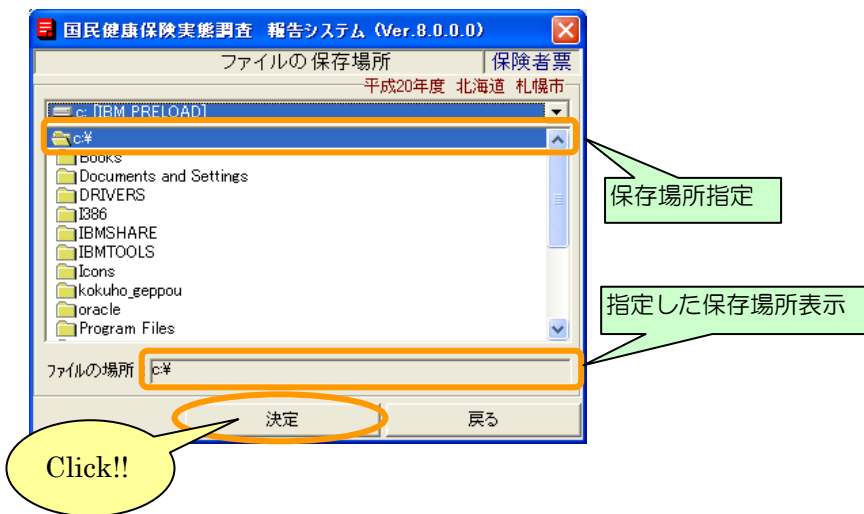 国民健康保険実態調査 報告システム (Ver.8.0.0.0)
ファイルの保存場所
保険者票
平成20年度 北海道 札幌市
c: [IBM PRELOAD]
c:¥
Books
Documents and Settings
DRIVERS
I386
IBMSHARE
IBMTOOLS
Icons
kokuho_geppou
oracle
Program Files
保存場所指定
指定した保存場所表示
ファイルの場所 : c:¥
決定
戻る
Click!!